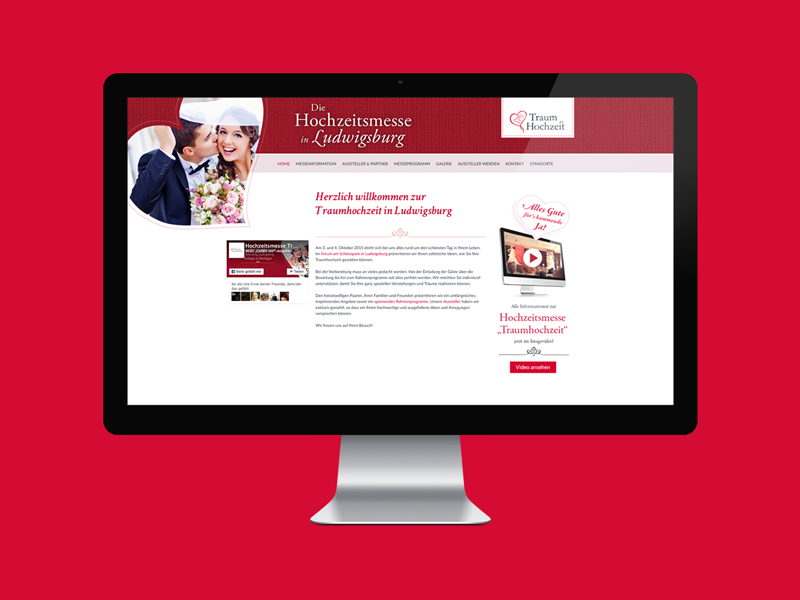 Die
Hochzeitsmesse
in Ludwigsburg
Traum
Hochzeit
HOME MESSEINFORMATION AUSSTELLER & PARTNER MESSEPROGRAMM GALERIE AUSSTELLER WERDEN KONTAKT STANDORTE
Herzlich willkommen zur
Traumhochzeit in Ludwigsburg
Am 3. und 4. Oktober 2015 dreht sich bei uns alles rund um den schönsten Tag in Ihrem Leben.
Im Forum am Schlosspark in Ludwigsburg präsentieren wir Ihnen zahlreiche Ideen, wie Sie Ihre
Traumhochzeit gestalten können.
Bei der Vorbereitung muss an vieles gedacht werden. Von der Einladung der Gäste über die
Bewirtung bis hin zum Rahmenprogramm soll alles perfekt werden. Wir möchten Sie individuell
unterstützen, damit Sie Ihre ganz speziellen Vorstellungen und Träume realisieren können.
Den heiratswilligen Paaren, ihren Familien und Freunden präsentieren wir ein umfangreiches,
inspirierendes Angebot sowie ein spannendes Rahmenprogramm. Unsere Aussteller haben wir
exklusiv gewählt, so dass wir Ihnen hochwertige und ausgefallene Ideen und Anregungen
versprechen können.
Wir freuen uns auf Ihren Besuch!
Hochzeitsmesse Tr...
Seite gefällt mir
Teilen
Sei die/der Erste deiner Freunde, dem/der
das gefällt
Alles Gute
für's kommende
Ja!
Alle Informationen zur
Hochzeitsmesse
„Traumhochzeit“
jetzt im Imagevideo!
Video ansehen